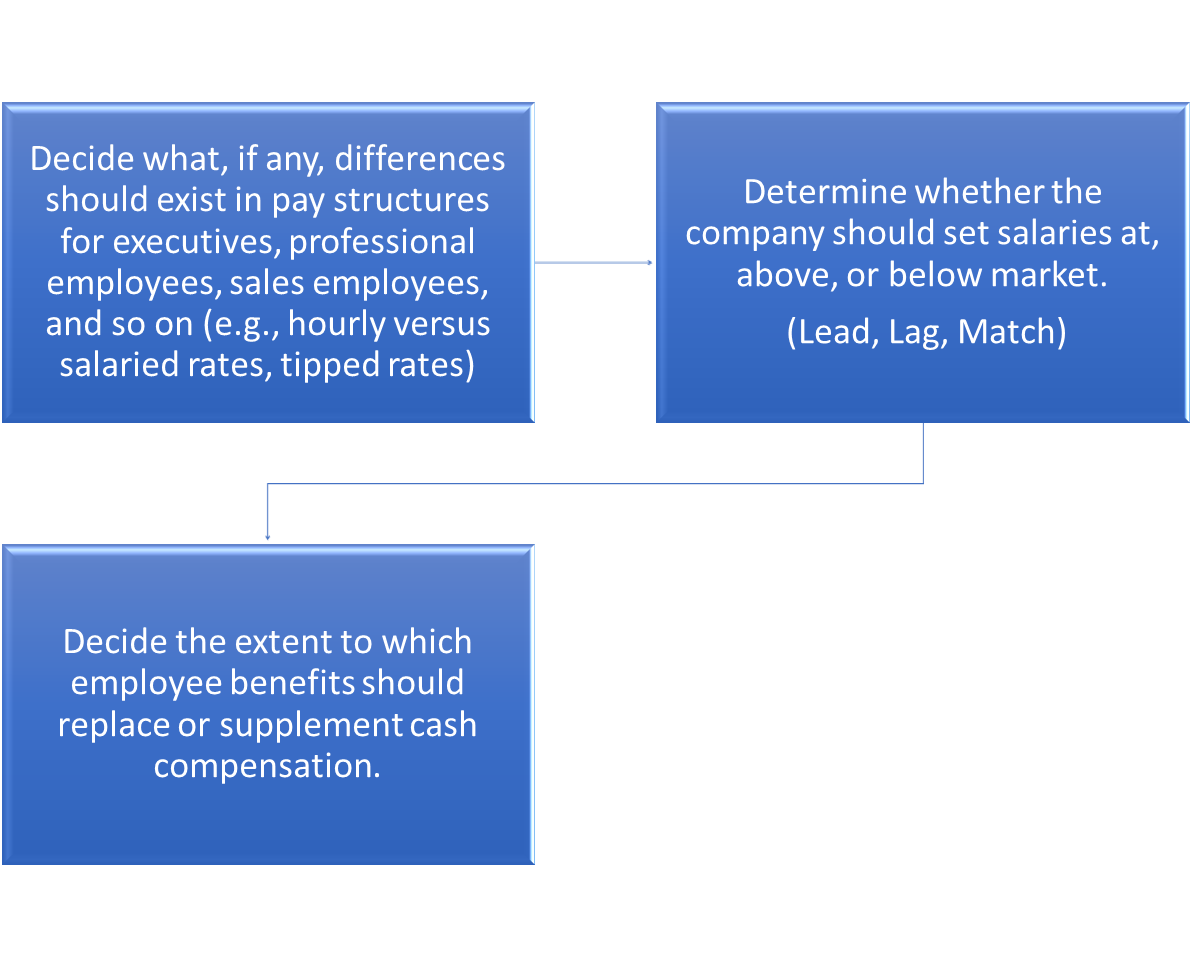 Decide what, if any, differences
should exist in pay structures
for executives, professional
employees, sales employees,
and so on (e.g., hourly versus
salaried rates, tipped rates)
Determine whether the
company should set salaries at,
above, or below market.
(Lead, Lag, Match)
Decide the extent to which
employee benefits should
replace or supplement cash
compensation.